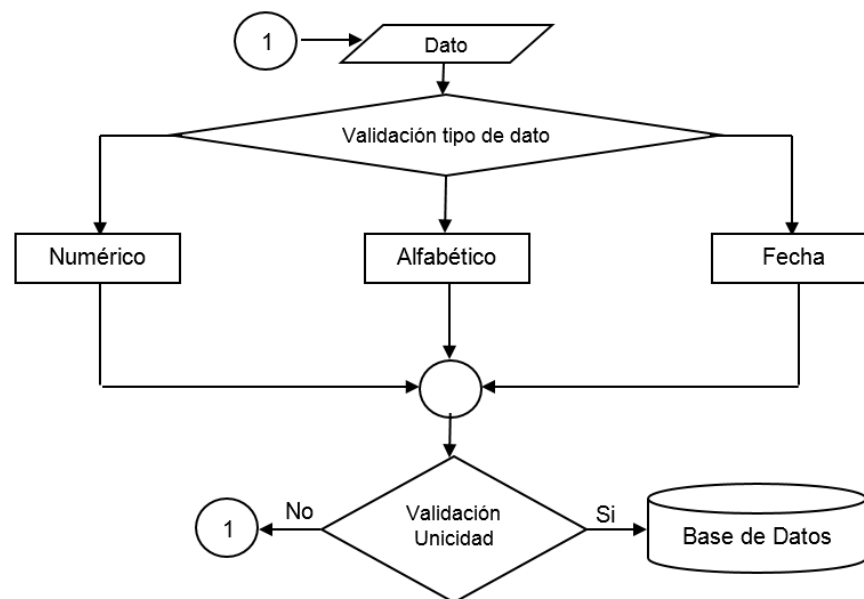 1
Dato
Validación tipo de dato
Numérico
Alfabético
Fecha
1
No
Validación
Unicidad
Si
Base de Datos